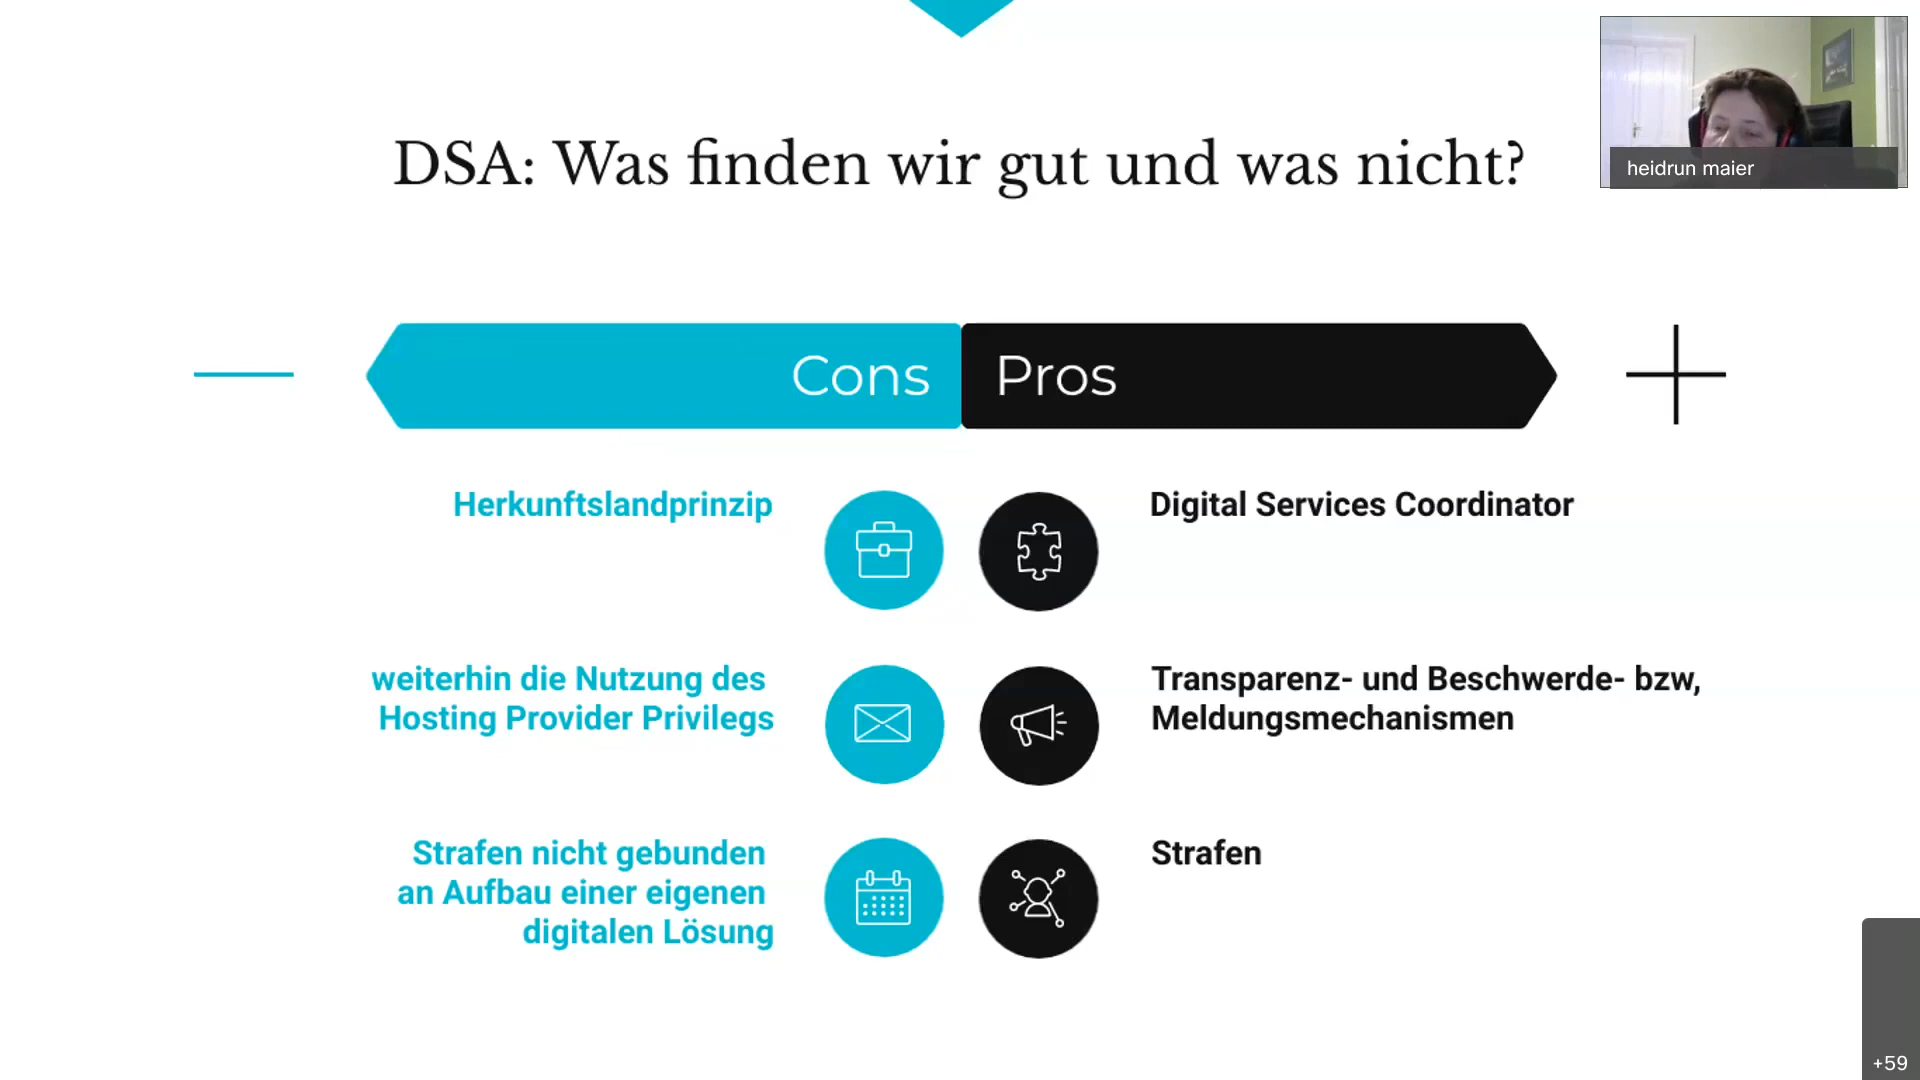 heidrun maier
DSA: Was finden wir gut und was nicht?
Cons
Pros
Herkunftslandprinzip
Digital Services Coordinator
weiterhin die Nutzung des
Hosting Provider Privilegs
Transparenz- und Beschwerde- bzw,
Meldungsmechanismen
Strafen nicht gebunden
an Aufbau einer eigenen
digitalen Lösung
Strafen
+59